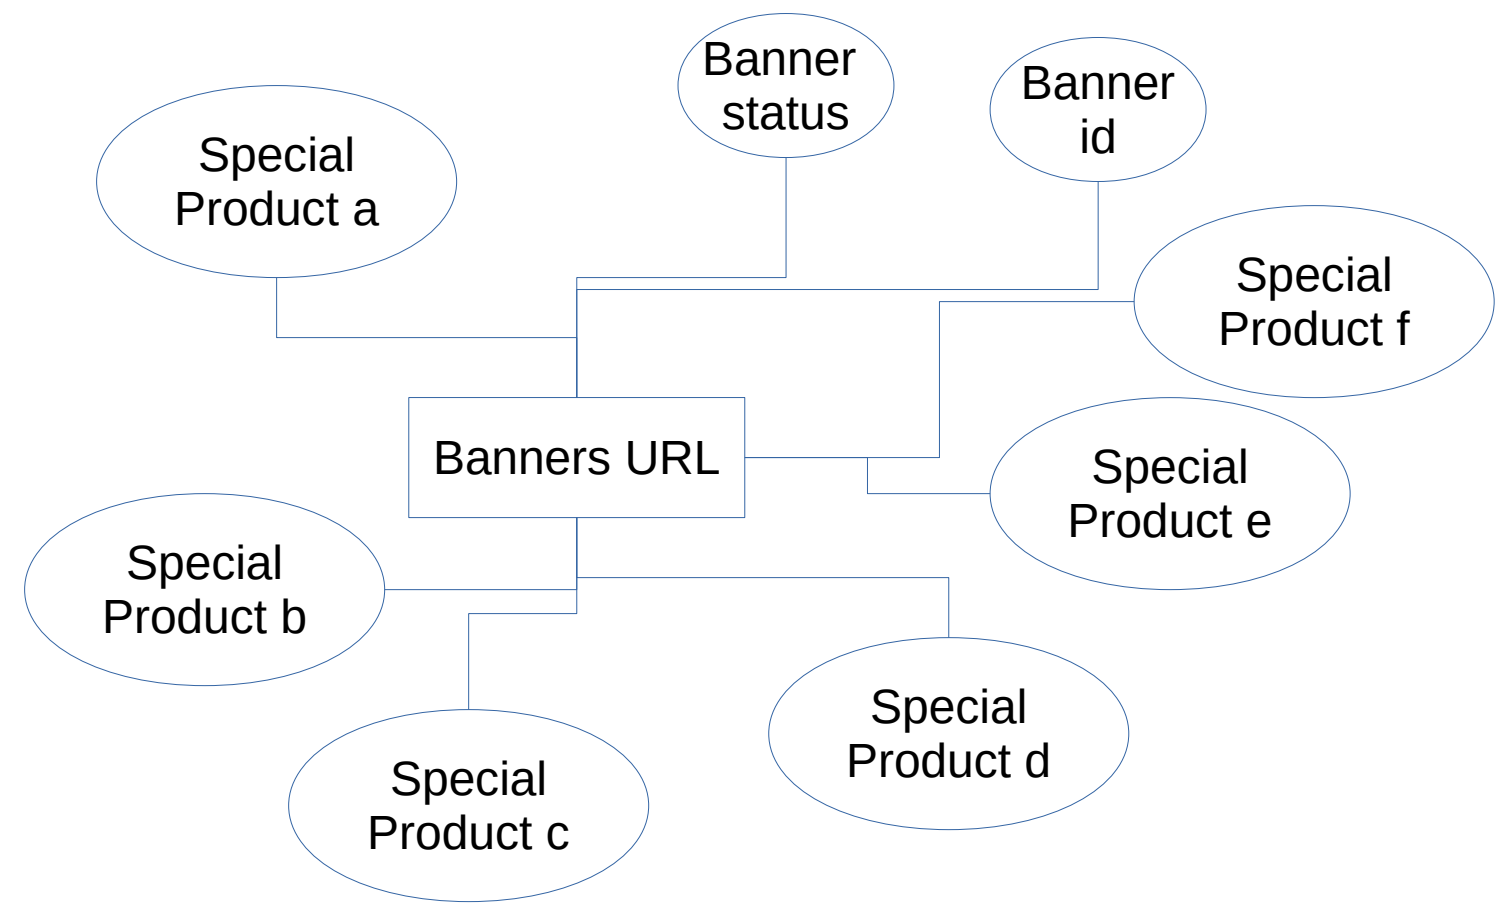 Banner
status
Banner
id
Special
Product a
Special
Product f
Banners URL
Special
Product e
Special
Product b
Special
Product d
Special
Product c